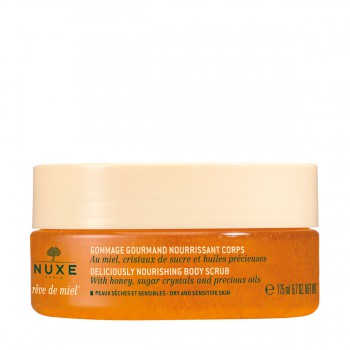 NUXE
PARIS
rêve de miel®
GOMMAGE GOURMAND NOURRISSANT CORPS
Au miel, cristaux de sucre et huiles précieuses
DELICIOUSLY NOURISHING BODY SCRUB
With honey, sugar crystals and precious oils
PEAUX SÈCHES ET SENSIBLES - DRY AND SENSITIVE SKIN
℮ 175 ml 6.7 OZ. NET WT.